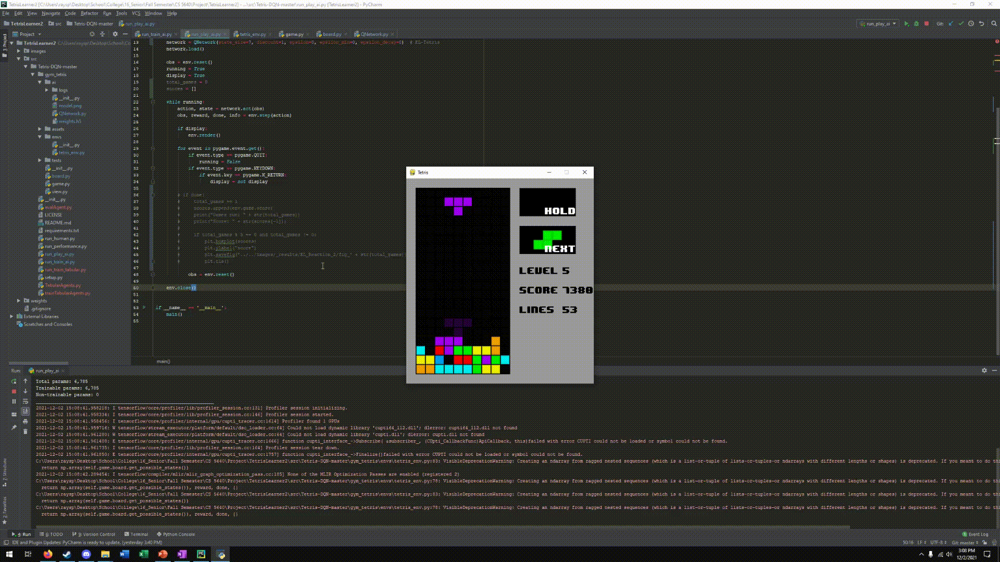 TetrisLearner2 [C:\Users\raysp\Desktop\School\College\16_Senior\Fall Semester\CS 5640\Project\TetrisLearner2] - ...\src\Tetris-DQN-master\run_play_ai.py [TetrisLearner2] - PyCharm
File Edit View Navigate Code Refactor Run Tools VCS Window Help
TetrisLearner2 src Tetris-DQN-master run_play_ai.py
run_play_ai Git:
Project
run_train_ai.py run_play_ai.py tetris_env.py game.py board.py QNetwork.py
1: Project
TetrisLearner2 C:\Users\raysp\Desktop\School\Co
images
src
Tetris-DQN-master
gym_tetris
ai
logs
__init__.py
model.png
QNetwork.py
weights.h5
assets
envs
__init__.py
tetris_env.py
tests
__init__.py
board.py
game.py
view.py
__init__.py
evalAgent.py
LICENSE
README.md
requirements.txt
run_human.py
run_performance.py
run_play_ai.py
run_train_ai.py
run_train_tabular.py
setup.py
TabularAgents.py
trainTabularAgents.py
weights
.gitignore
External Libraries
Scratches and Consoles
13 network = QNetwork(state_size=7, discount=1, epsilon=0, epsilon_min=0, epsilon_decay=0) # EL-Tetris
14 network.load()
15
16 obs = env.reset()
17 running = True
18 display = True
19 total_games = 0
20 scores = []
21
22 while running:
23 action, state = network.act(obs)
24 obs, reward, done, info = env.step(action)
25
26 if display:
27 env.render()
28
29 for event in pygame.event.get():
30 if event.type == pygame.QUIT:
31 running = False
32 if event.type == pygame.KEYDOWN:
33 if event.key == pygame.K_RETURN:
34 display = not display
35
36 # if done:
37 # total_games += 1
38 # scores.append(env.game.score)
39 # print("Games run: " + str(total_games))
40 # print("Score: " + str(scores[-1]))
41 #
42 # if total_games % 5 == 0 and total_games != 0:
43 # plt.boxplot(scores)
44 # plt.ylabel("score")
45 # plt.savefig('../../images/_results/EL_Reaction_2/fig_' + str(total_games))
46 # plt.cla()
47
48 obs = env.reset()
49
50 env.close()
51
52
53 if __name__ == '__main__':
54 main()
55
main()
Tetris
HOLD
NEXT
LEVEL 5
SCORE 7380
LINES 53
Run: run_play_ai
Total params: 6,785
Trainable params: 6,785
Non-trainable params: 0
2021-12-02 15:08:41.958218: I tensorflow/core/profiler/lib/profiler_session.cc:131] Profiler session initializing.
2021-12-02 15:08:41.958334: I tensorflow/core/profiler/lib/profiler_session.cc:146] Profiler session started.
2021-12-02 15:08:41.958456: I tensorflow/core/profiler/internal/gpu/cupti_tracer.cc:1614] Profiler found 1 GPUs
2021-12-02 15:08:41.959716: W tensorflow/stream_executor/platform/default/dso_loader.cc:64] Could not load dynamic library 'cupti64_112.dll'; dlerror: cupti64_112.dll not found
2021-12-02 15:08:41.961280: W tensorflow/stream_executor/platform/default/dso_loader.cc:64] Could not load dynamic library 'cupti.dll'; dlerror: cupti.dll not found
2021-12-02 15:08:41.961488: E tensorflow/core/profiler/internal/gpu/cupti_tracer.cc:1666] function cupti_interface_->Subscribe( &subscriber_, (CUpti_CallbackFunc)ApiCallback, this)failed with error CUPTI could not be loaded or symbol could not be found.
2021-12-02 15:08:41.961735: I tensorflow/core/profiler/lib/profiler_session.cc:164] Profiler session tear down.
2021-12-02 15:08:41.961850: E tensorflow/core/profiler/internal/gpu/cupti_tracer.cc:1757] function cupti_interface_->Finalize()failed with error CUPTI could not be loaded or symbol could not be found.
C:\Users\raysp\Desktop\School\College\16_Senior\Fall Semester\CS 5640\Project\TetrisLearner2\src\Tetris-DQN-master\gym_tetris\envs\tetris_env.py:83: VisibleDeprecationWarning: Creating an ndarray from ragged nested sequences (which is a list-or-tuple of lists-or-tuples-or ndarrays with different lengths or shapes) is deprecated. If you meant to do thi
return np.array(self.game.board.get_possible_states())
2021-12-02 15:08:42.289454: I tensorflow/compiler/mlir/mlir_graph_optimization_pass.cc:185] None of the MLIR Optimization Passes are enabled (registered 2)
C:\Users\raysp\Desktop\School\College\16_Senior\Fall Semester\CS 5640\Project\TetrisLearner2\src\Tetris-DQN-master\gym_tetris\envs\tetris_env.py:78: VisibleDeprecationWarning: Creating an ndarray from ragged nested sequences (which is a list-or-tuple of lists-or-tuples-or ndarrays with different lengths or shapes) is deprecated. If you meant to do thi
return np.array(self.game.board.get_possible_states()), reward, done, {}
C:\Users\raysp\Desktop\School\College\16_Senior\Fall Semester\CS 5640\Project\TetrisLearner2\src\Tetris-DQN-master\gym_tetris\envs\tetris_env.py:83: VisibleDeprecationWarning: Creating an ndarray from ragged nested sequences (which is a list-or-tuple of lists-or-tuples-or ndarrays with different lengths or shapes) is deprecated. If you meant to do thi
return np.array(self.game.board.get_possible_states())
C:\Users\raysp\Desktop\School\College\16_Senior\Fall Semester\CS 5640\Project\TetrisLearner2\src\Tetris-DQN-master\gym_tetris\envs\tetris_env.py:78: VisibleDeprecationWarning: Creating an ndarray from ragged nested sequences (which is a list-or-tuple of lists-or-tuples-or ndarrays with different lengths or shapes) is deprecated. If you meant to do thi
return np.array(self.game.board.get_possible_states()), reward, done, {}
7: Structure
2: Favorites
4: Run 6: TODO 9: Version Control Terminal Python Console
1 Event Log
IDE and Plugin Updates: PyCharm is ready to update. (yesterday 3:40 PM)
50:16 LF UTF-8 Git: master
3:08 PM
12/2/2021